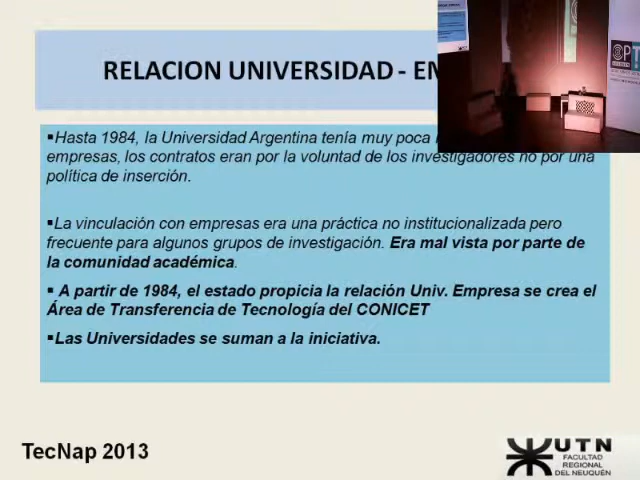 RELACION UNIVERSIDAD - EM
▪Hasta 1984, la Universidad Argentina tenía muy poca
empresas, los contratos eran por la voluntad de los investigadores no por una
política de inserción.
▪La vinculación con empresas era una práctica no institucionalizada pero
frecuente para algunos grupos de investigación. Era mal vista por parte de
la comunidad académica.
▪ A partir de 1984, el estado propicia la relación Univ. Empresa se crea el
Área de Transferencia de Tecnología del CONICET
▪Las Universidades se suman a la iniciativa.
TecNap 2013
UTN
FACULTAD
REGIONAL
DEL NEUQUÉN